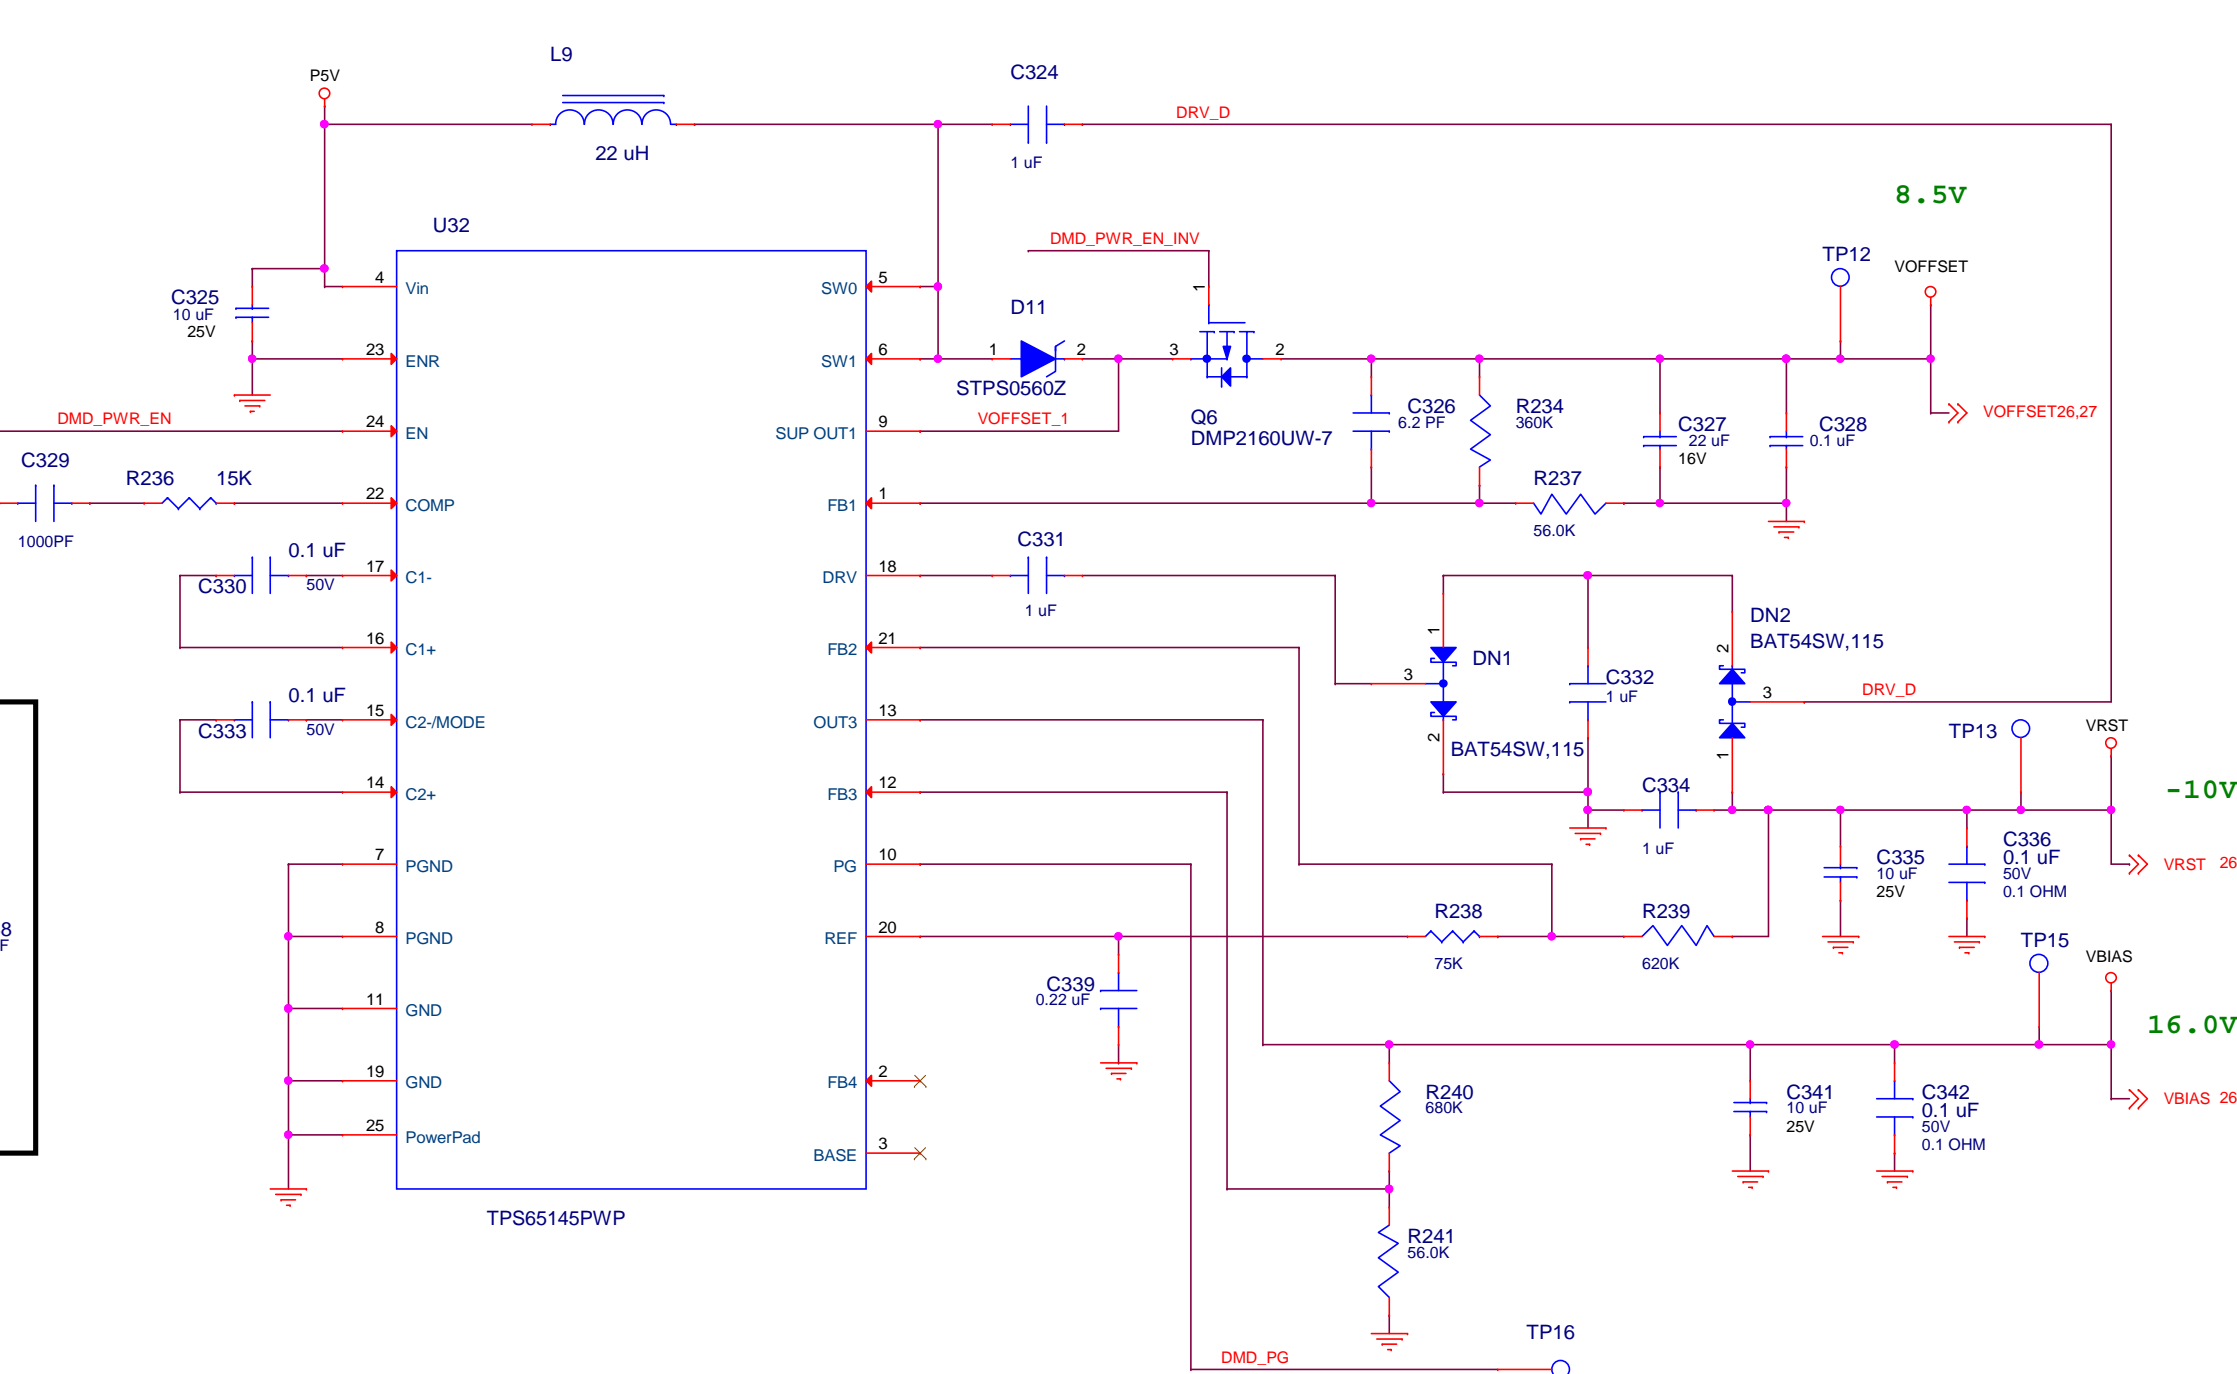 L9
P5V
22 uH
C324
1 uF
DRV_D
8.5V
U32
DMD_PWR_EN_INV
TP12
VOFFSET
C325
10 uF
25V
4
Vin
SW0
5
1
D11
23
ENR
SW1
6
1
2
3
2
STPS0560Z
DMD_PWR_EN
24
EN
SUP OUT1
9
VOFFSET_1
Q6
DMP2160UW-7
C326
6.2 PF
R234
360K
C327
22 uF
16V
C328
0.1 uF
VOFFSET26,27
C329
1000PF
R236
15K
22
COMP
FB1
1
R237
56.0K
C330
0.1 uF
50V
17
C1-
DRV
18
C331
1 uF
16
C1+
FB2
21
1
DN1
3
2
BAT54SW,115
C332
1 uF
DN2
BAT54SW,115
2
3
DRV_D
1
C333
0.1 uF
50V
15
C2-/MODE
OUT3
13
TP13
VRST
14
C2+
FB3
12
C334
1 uF
-10V
7
PGND
PG
10
C335
10 uF
25V
C336
0.1 uF
50V
0.1 OHM
VRST 26
8
F
8
PGND
REF
20
R238
75K
R239
620K
TP15
VBIAS
11
GND
C339
0.22 uF
16.0V
19
GND
FB4
2
R240
680K
C341
10 uF
25V
C342
0.1 uF
50V
0.1 OHM
VBIAS 26
25
PowerPad
BASE
3
TPS65145PWP
R241
56.0K
TP16
DMD_PG